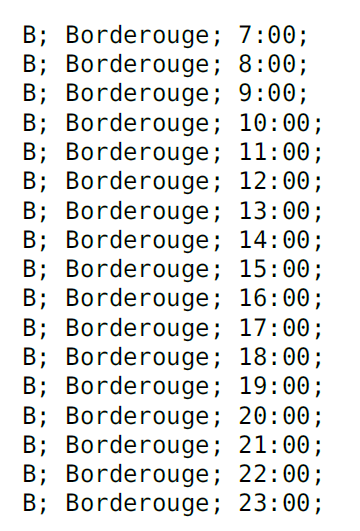 B; Borderouge; 7:00;
B; Borderouge; 8:00;
B; Borderouge; 9:00;
B; Borderouge; 10:00;
B; Borderouge; 11:00;
B; Borderouge; 12:00;
B; Borderouge; 13:00;
B; Borderouge; 14:00;
B; Borderouge; 15:00;
B; Borderouge; 16:00;
B; Borderouge; 17:00;
B; Borderouge; 18:00;
B; Borderouge; 19:00;
B; Borderouge; 20:00;
B; Borderouge; 21:00;
B; Borderouge; 22:00;
B; Borderouge; 23:00;